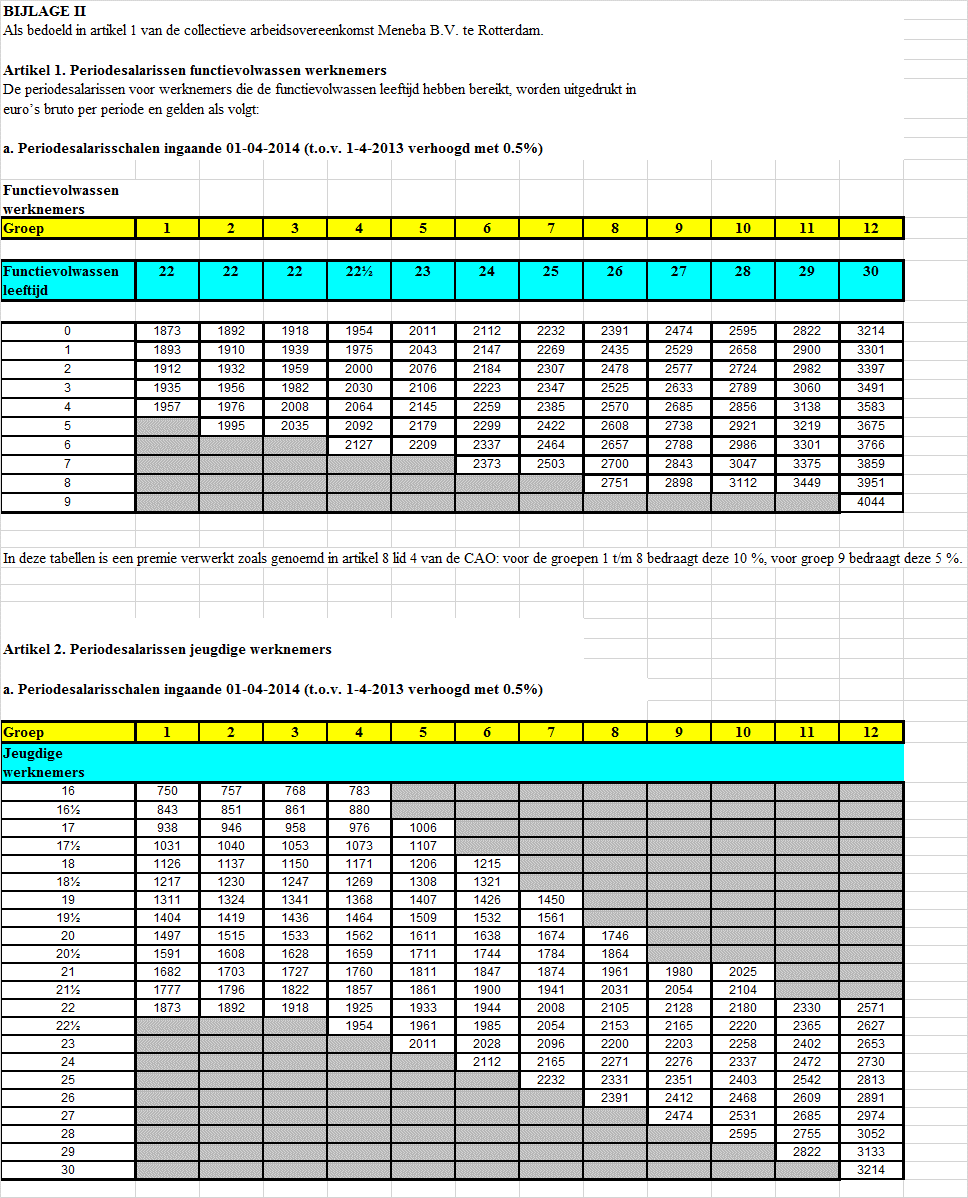 BIJLAGE II
Als bedoeld in artikel 1 van de collectieve arbeidsovereenkomst Meneba B.V. te Rotterdam.
Artikel 1. Periodesalarissen functievolwassen werknemers
De periodesalarissen voor werknemers die de functievolwassen leeftijd hebben bereikt, worden uitgedrukt in
euro’s bruto per periode en gelden als volgt:
a. Periodesalarisschalen ingaande 01-04-2014 (t.o.v. 1-4-2013 verhoogd met 0.5%)
Functievolwassen
werknemers
Groep 1 2 3 4 5 6 7 8 9 10 11 12
Functievolwassen 22 22 22 22½ 23 24 25 26 27 28 29 30
leeftijd
0 1873 1892 1918 1954 2011 2112 2232 2391 2474 2595 2822 3214
1 1893 1910 1939 1975 2043 2147 2269 2435 2529 2658 2900 3301
2 1912 1932 1959 2000 2076 2184 2307 2478 2577 2724 2982 3397
3 1935 1956 1982 2030 2106 2223 2347 2525 2633 2789 3060 3491
4 1957 1976 2008 2064 2145 2259 2385 2570 2685 2856 3138 3583
5 1995 2035 2092 2179 2299 2422 2608 2738 2921 3219 3675
6 2127 2209 2337 2464 2657 2788 2986 3301 3766
7 2373 2503 2700 2843 3047 3375 3859
8 2751 2898 3112 3449 3951
9 4044
In deze tabellen is een premie verwerkt zoals genoemd in artikel 8 lid 4 van de CAO: voor de groepen 1 t/m 8 bedraagt deze 10 %, voor groep 9 bedraagt deze 5 %.
Artikel 2. Periodesalarissen jeugdige werknemers
a. Periodesalarisschalen ingaande 01-04-2014 (t.o.v. 1-4-2013 verhoogd met 0.5%)
Groep 1 2 3 4 5 6 7 8 9 10 11 12
Jeugdige
werknemers
16 750 757 768 783
16½ 843 851 861 880
17 938 946 958 976 1006
17½ 1031 1040 1053 1073 1107
18 1126 1137 1150 1171 1206 1215
18½ 1217 1230 1247 1269 1308 1321
19 1311 1324 1341 1368 1407 1426 1450
19½ 1404 1419 1436 1464 1509 1532 1561
20 1497 1515 1533 1562 1611 1638 1674 1746
20½ 1591 1608 1628 1659 1711 1744 1784 1864
21 1682 1703 1727 1760 1811 1847 1874 1961 1980 2025
21½ 1777 1796 1822 1857 1861 1900 1941 2031 2054 2104
22 1873 1892 1918 1925 1933 1944 2008 2105 2128 2180 2330 2571
22½ 1954 1961 1985 2054 2153 2165 2220 2365 2627
23 2011 2028 2096 2200 2203 2258 2402 2653
24 2112 2165 2271 2276 2337 2472 2730
25 2232 2331 2351 2403 2542 2813
26 2391 2412 2468 2609 2891
27 2474 2531 2685 2974
28 2595 2755 3052
29 2822 3133
30 3214